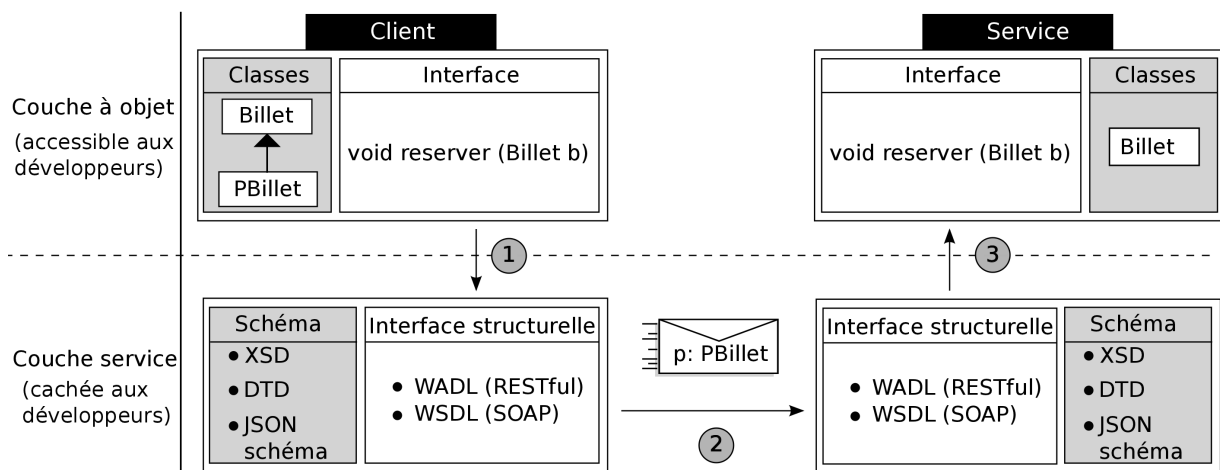 Client
Service
Couche à objet
(accessible aux
développeurs)
Classes
Billet
PBillet
Interface
void reserver (Billet b)
Interface
void reserver (Billet b)
Classes
Billet
1
3
Couche service
(cachée aux
développeurs)
Schéma
● XSD
● DTD
● JSON
schéma
Interface structurelle
● WADL (RESTful)
● WSDL (SOAP)
p: PBillet
2
Interface structurelle
● WADL (RESTful)
● WSDL (SOAP)
Schéma
● XSD
● DTD
● JSON
schéma